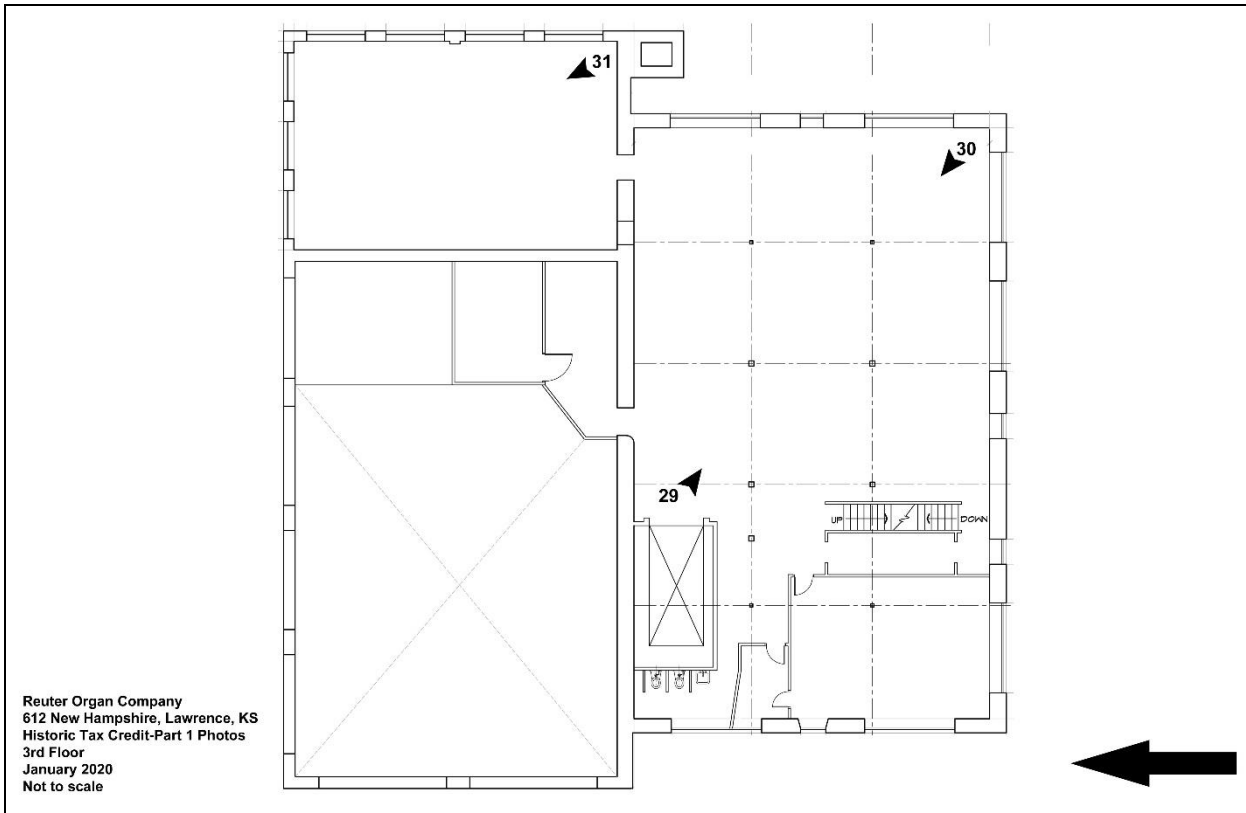 31
30
29
UP
DOWN
Reuter Organ Company
612 New Hampshire, Lawrence, KS
Historic Tax Credit-Part 1 Photos
3rd Floor
January 2020
Not to scale